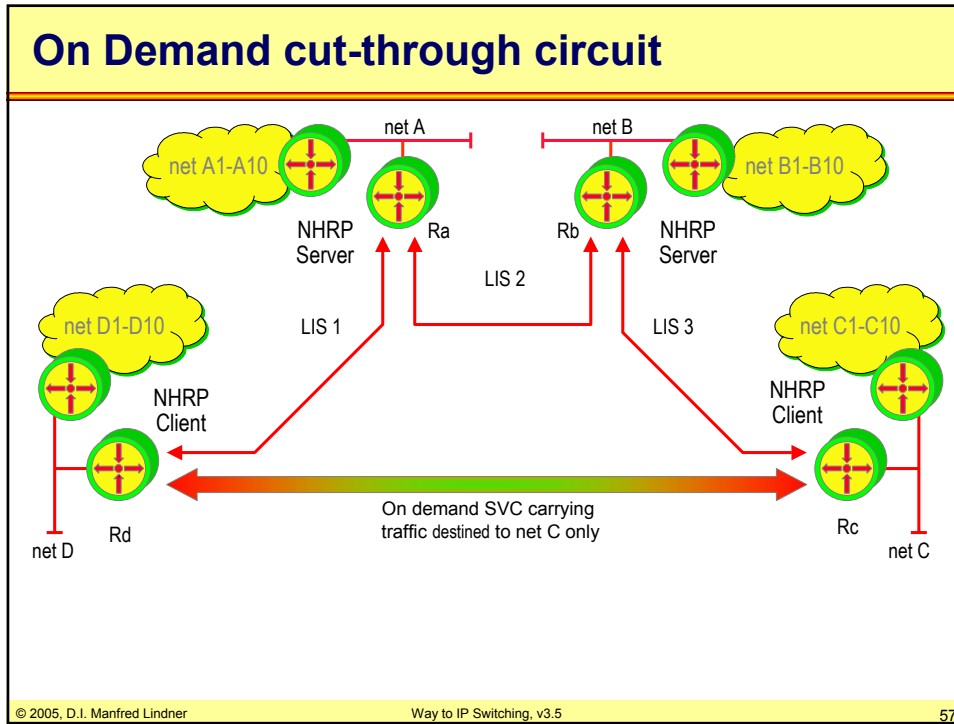 On Demand cut-through circuit
net A
net B
net A1-A10
net B1-B10
NHRP
Server
Ra
Rb
NHRP
Server
LIS 2
net D1-D10
LIS 1
LIS 3
net C1-C10
NHRP
Client
NHRP
Client
On demand SVC carrying
traffic destined to net C only
Rd
Rc
net D
net C
© 2005, D.I. Manfred Lindner
Way to IP Switching, v3.5
57